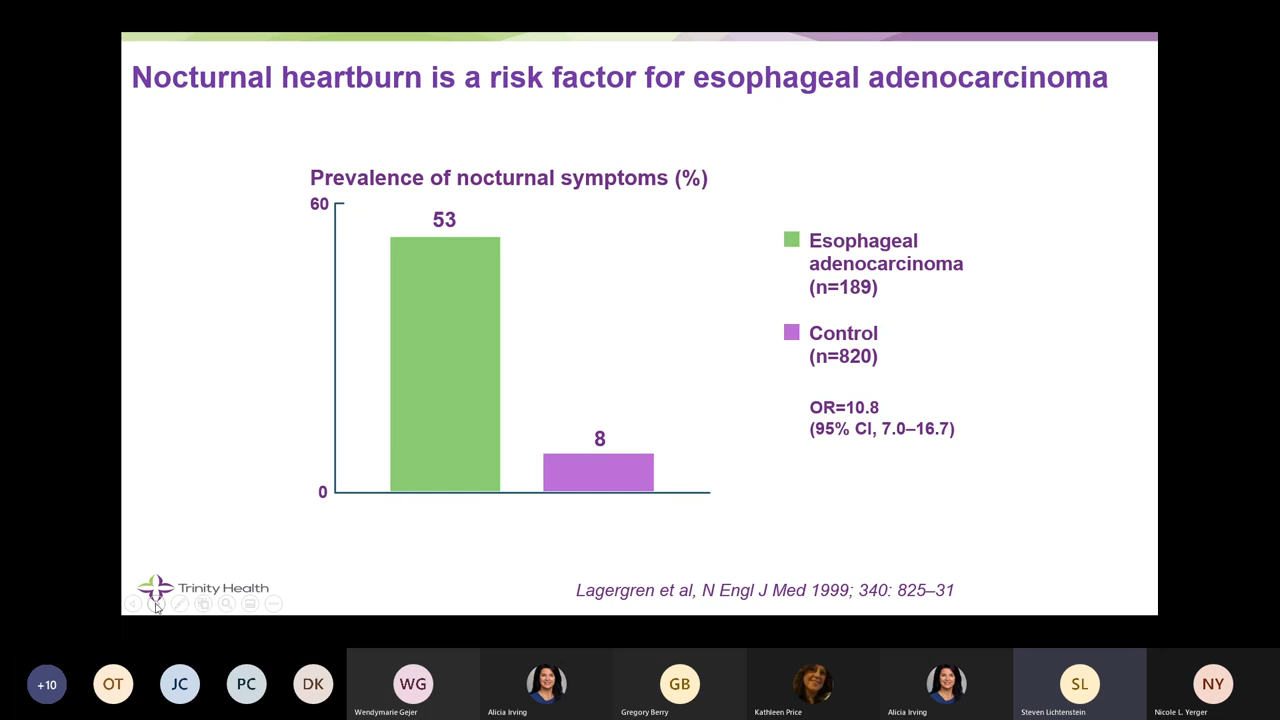 Nocturnal heartburn is a risk factor for esophageal adenocarcinoma
Prevalence of nocturnal symptoms (%)
60
53
8
0
Esophageal
adenocarcinoma
(n=189)
Control
(n=820)
OR=10.8
(95% CI, 7.0–16.7)
Trinity Health
Lagergren et al, N Engl J Med 1999; 340: 825–31
+10
OT
JC
PC
DK
WG
GB
SL
NY
Wendymarie Gejer
Alicia Irving
Gregory Berry
Kathleen Price
Alicia Irving
Steven Lichtenstein
Nicole L. Yerger